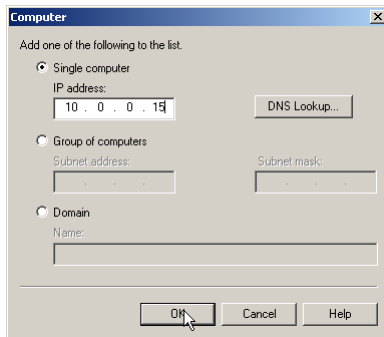 Computer
Add one of the following to the list.
Single computer
IP address:
10 . 0 . 0 . 15
DNS Lookup...
Group of computers
Subnet address: Subnet mask:
. . . . . .
Domain
Name:
OK Cancel Help